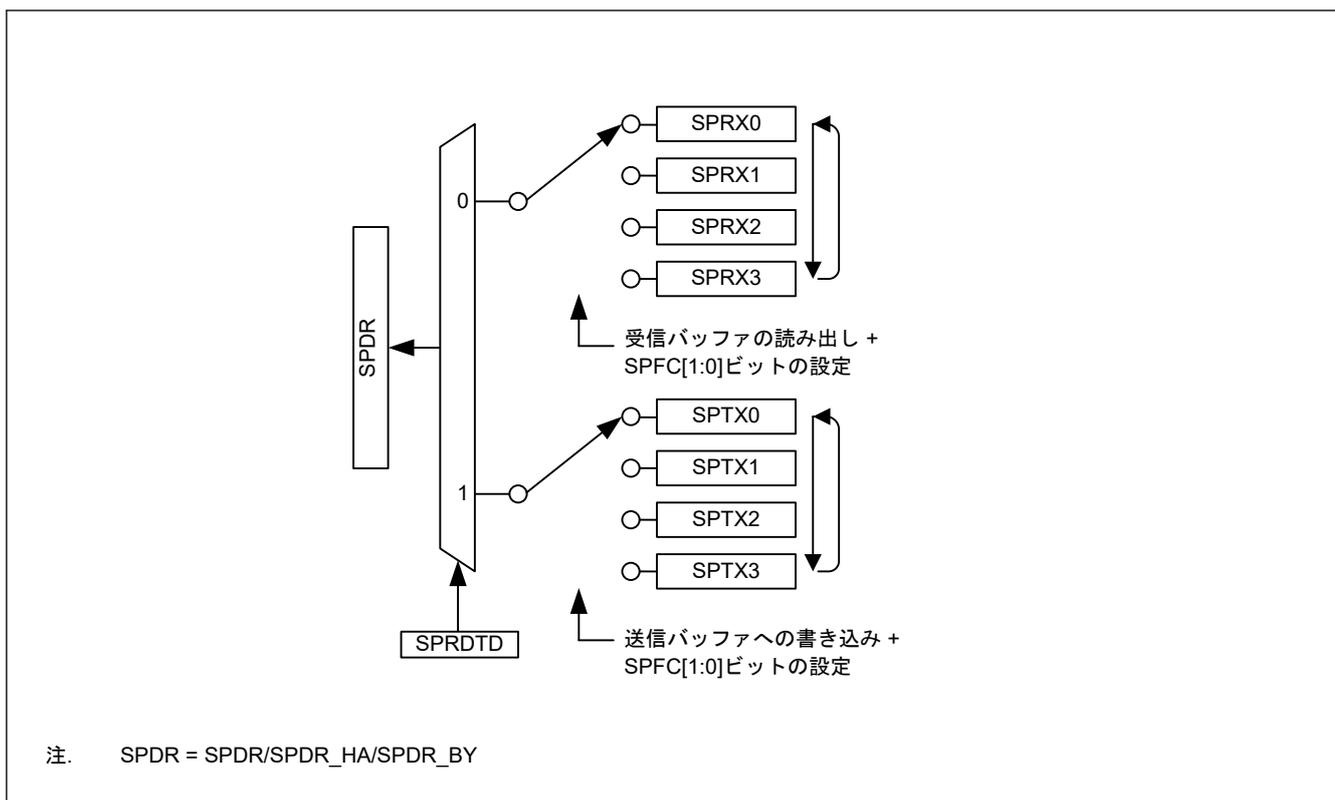 SPRX0
0
SPRX1
SPRX2
SPRX3
受信バッファの読み出し +
SPFC[1:0]ビットの設定
SPDR
SPTX0
SPTX1
1
SPTX2
SPTX3
SPRDTD
送信バッファへの書き込み +
SPFC[1:0]ビットの設定
注. SPDR = SPDR/SPDR_HA/SPDR_BY